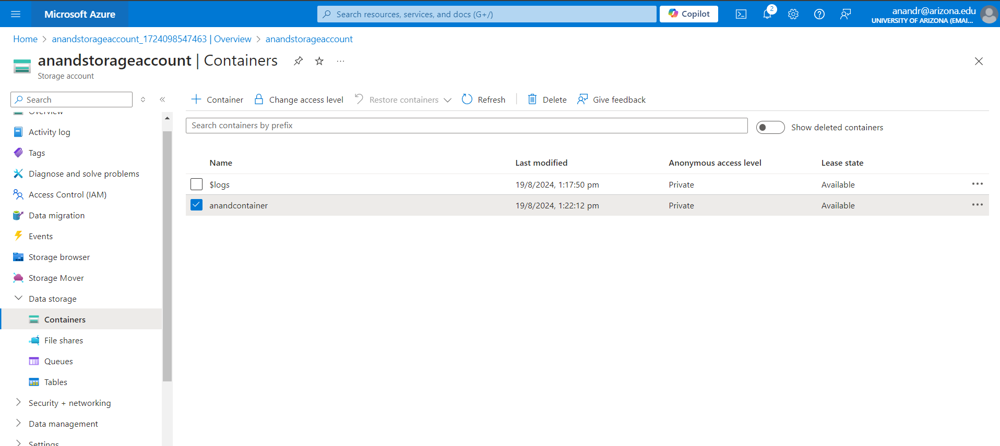 Microsoft Azure
Search resources, services, and docs (G+/)
Copilot
2
anandr@arizona.edu
UNIVERSITY OF ARIZONA (EMAI...
Home > anandstorageaccount_1724098547463 | Overview > anandstorageaccount
anandstorageaccount | Containers
Storage account
Search
Container
Change access level
Restore containers
Refresh
Delete
Give feedback
Overview
Activity log
Tags
Diagnose and solve problems
Access Control (IAM)
Data migration
Events
Storage browser
Storage Mover
Data storage
Containers
File shares
Queues
Tables
Security + networking
Data management
Settings
Search containers by prefix
Show deleted containers
Name Last modified Anonymous access level Lease state
$logs 19/8/2024, 1:17:50 pm Private Available
anandcontainer 19/8/2024, 1:22:12 pm Private Available